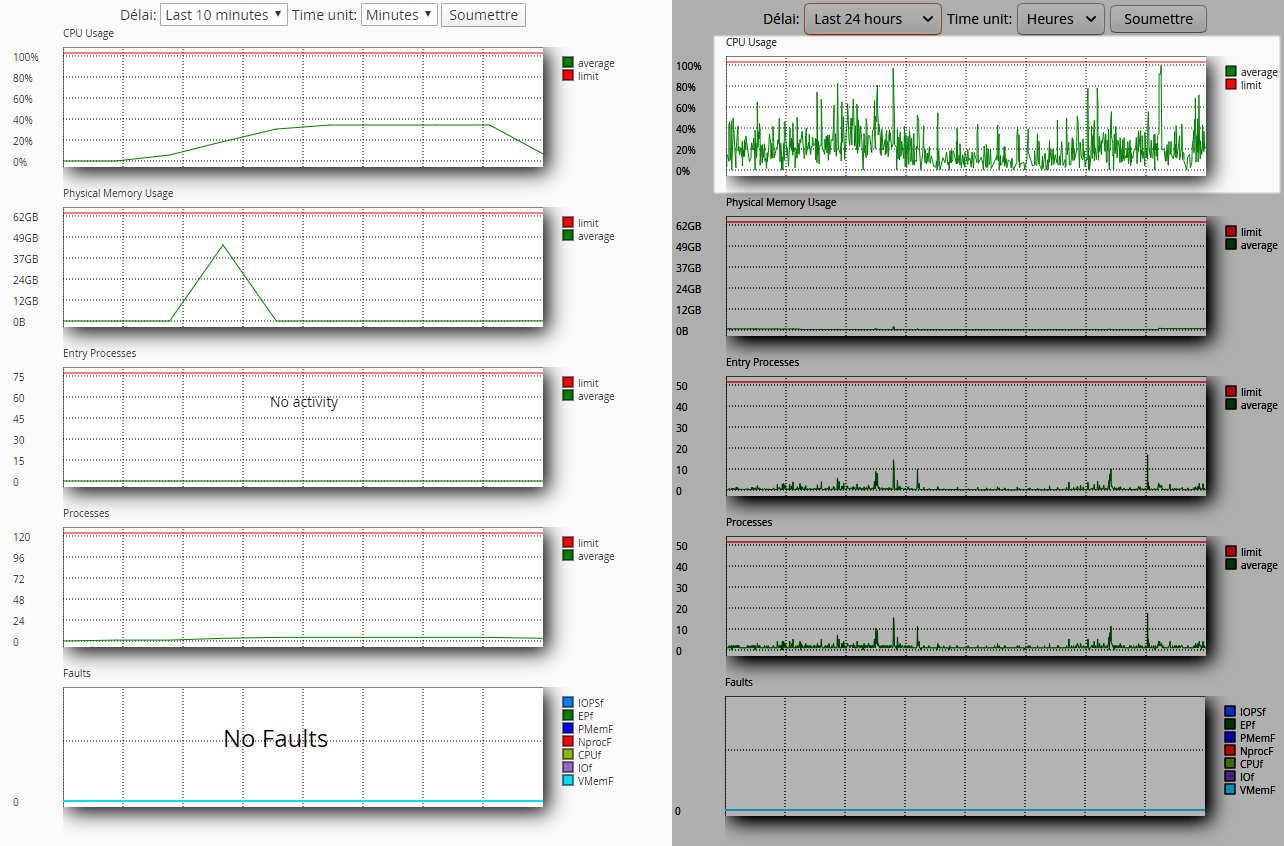 Délai: Last 10 minutes Time unit: Minutes Soumettre
CPU Usage
100%
80%
60%
40%
20%
0%
average
limit
Physical Memory Usage
62GB
49GB
37GB
24GB
12GB
0B
limit
average
Entry Processes
75
60
45
30
15
0
No activity
limit
average
Processes
120
96
72
48
24
0
limit
average
Faults
No Faults
0
IOPSf
EPf
PMemF
NprocF
CPUf
IOf
VMemF
Délai: Last 24 hours Time unit: Heures Soumettre
CPU Usage
100%
80%
60%
40%
20%
0%
average
limit
Physical Memory Usage
62GB
49GB
37GB
24GB
12GB
0B
limit
average
Entry Processes
50
40
30
20
10
0
limit
average
Processes
50
40
30
20
10
0
limit
average
Faults
0
IOPSf
EPf
PMemF
NprocF
CPUf
IOf
VMemF